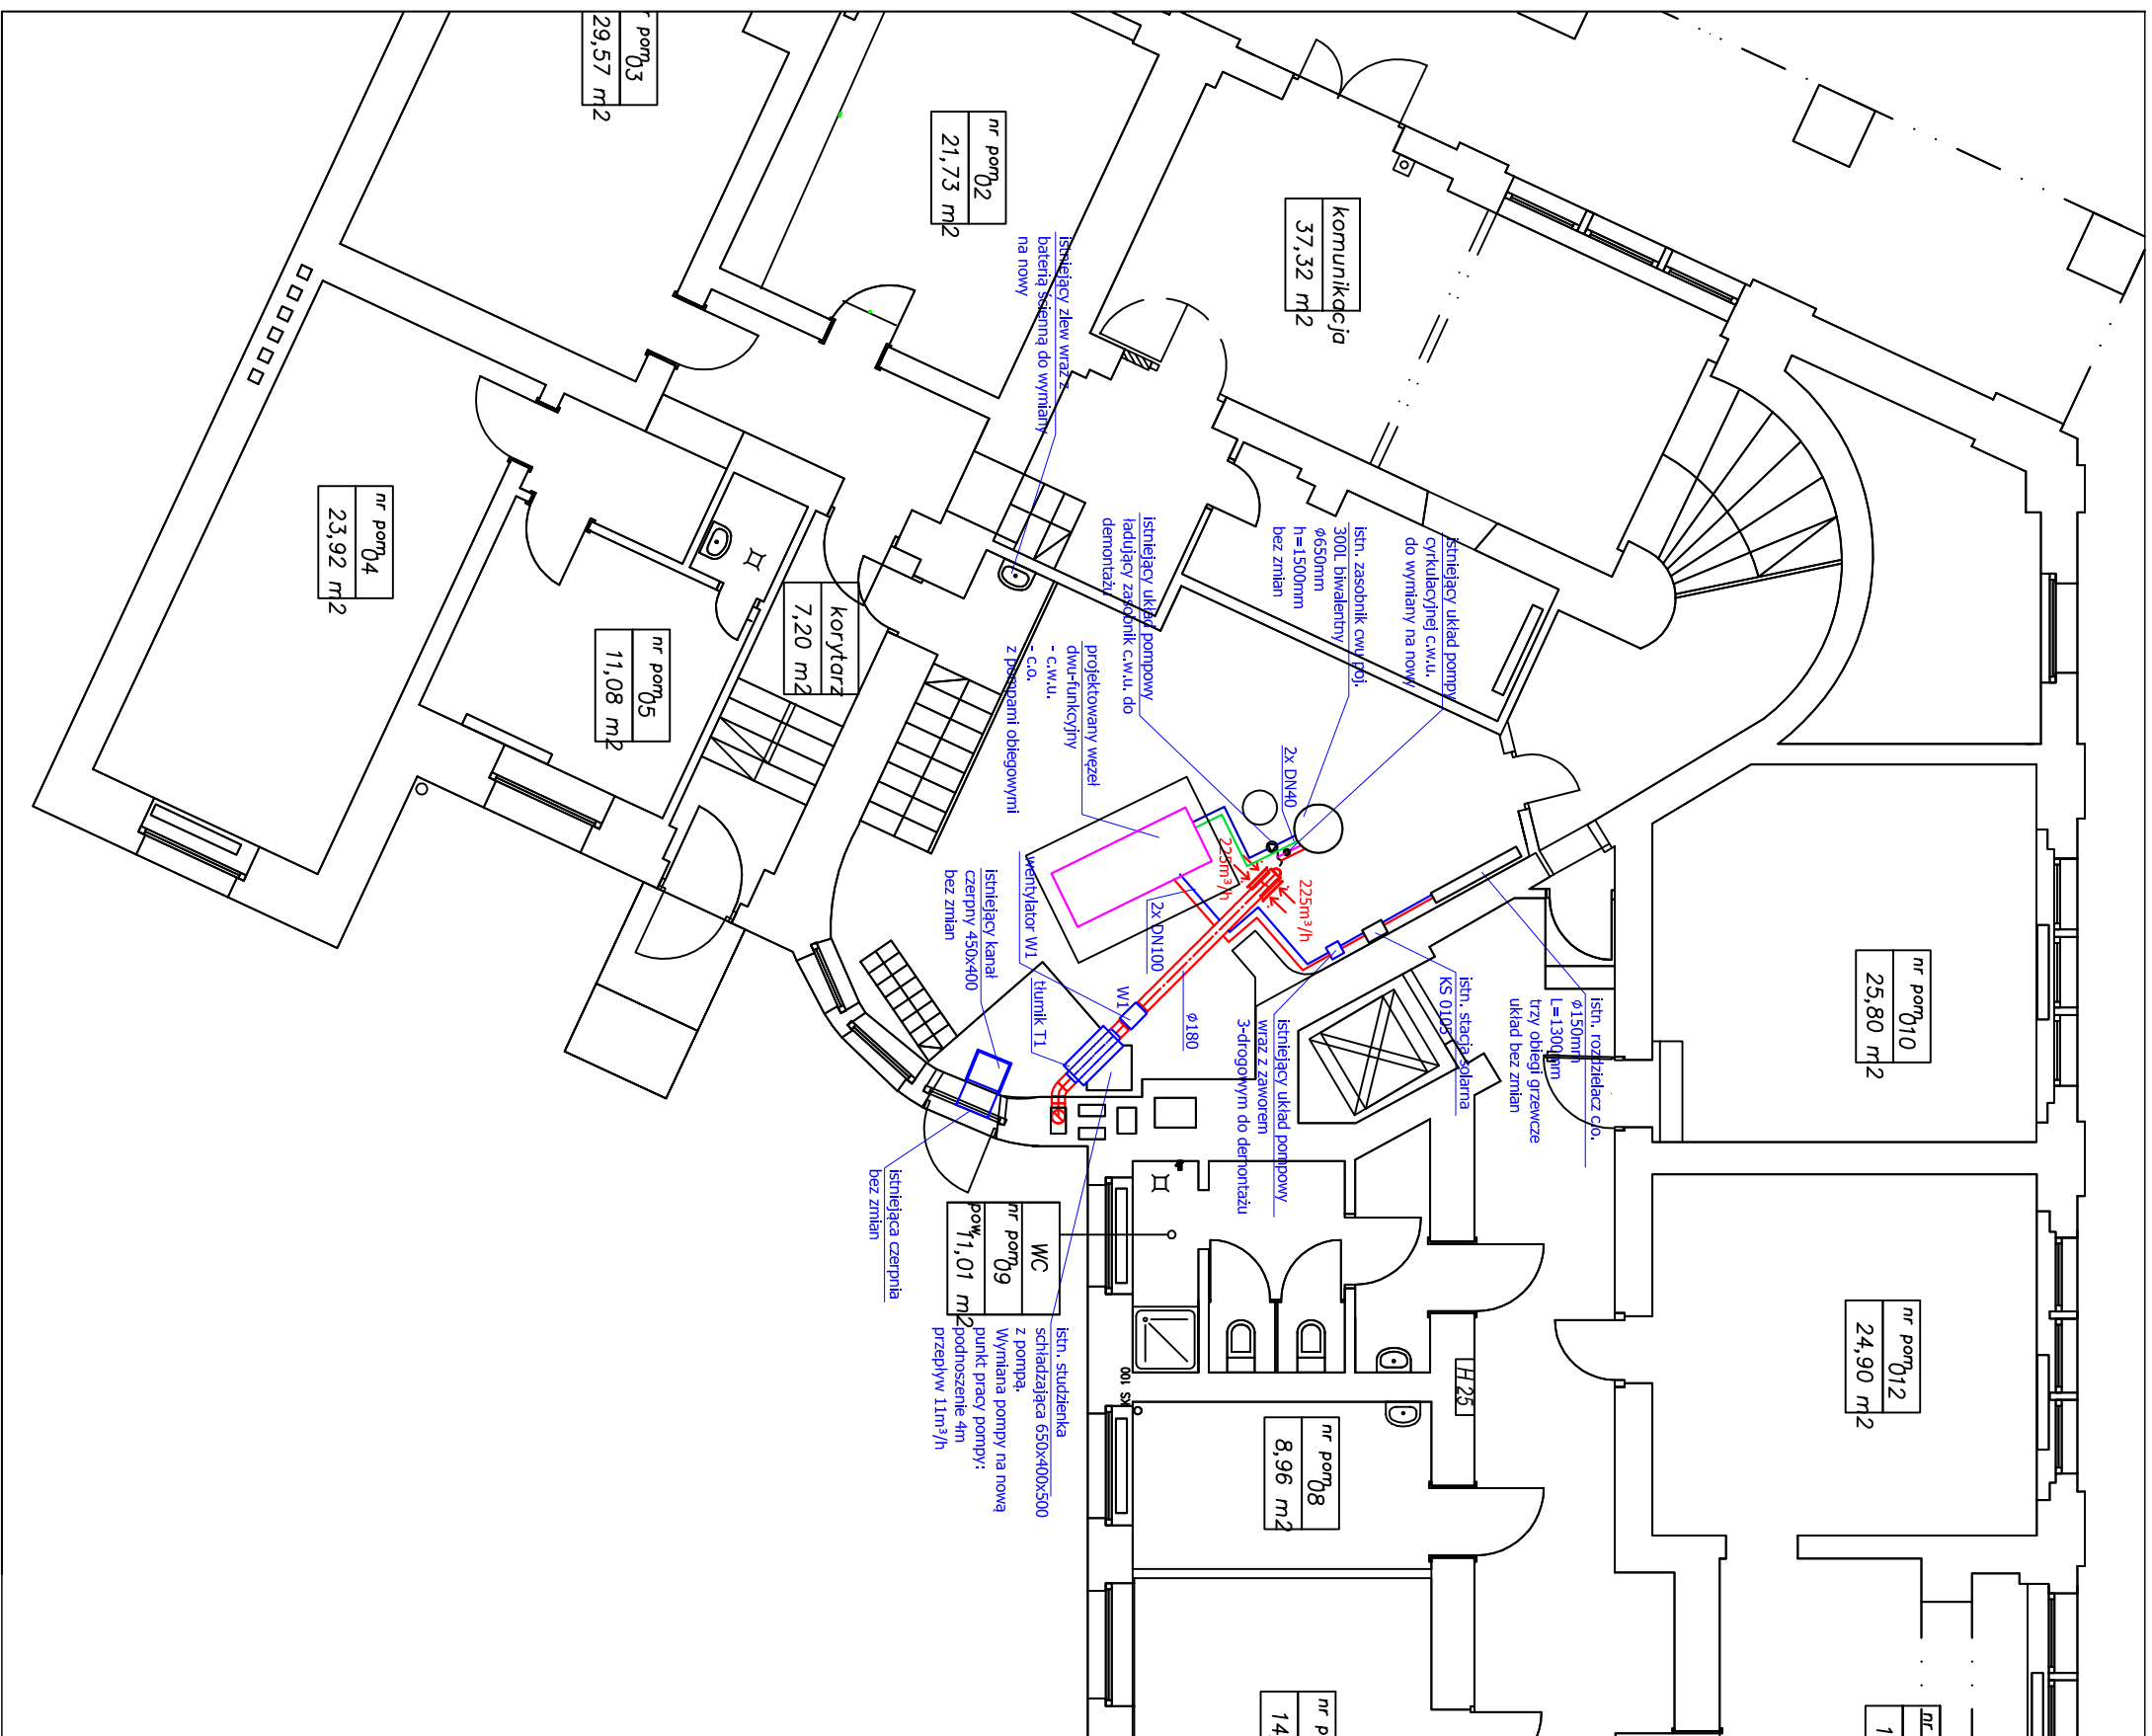 nr pom 03
29,57 m2
nr pom 02
21,73 m2
komunikacja
37,32 m2
istniejący zlew wraz z
baterią ścienną do wymiany
na nowy
nr pom 04
23,92 m2
nr pom 05
11,08 m2
korytarz
7,20 m2
istniejący układ pompowy
ładujący zasobnik c.w.u. do
demontażu
istn. zasobnik cwu poj.
300L biwalentny
φ650mm
h=1500mm
bez zmian
istniejący układ pompy
cyrkulacyjnej c.w.u.
do wymiany na nowy
projektowany węzeł
dwu-funkcyjny
- c.w.u.
- c.o.
z pompami obiegowymi
2x DN40
225m³/h
225m³/h
2x DN100
wentylator W1
istniejący kanał
czerpny 450x400
bez zmian
tłumik T1
W1
φ180
istniejący układ pompowy
wraz z zaworem
3-drogowym do demontażu
istn. stacja solarna
KS 0105
istn. rozdzielacz c.o.
φ150mm
L=1300mm
trzy obiegi grzewcze
układ bez zmian
nr pom 010
25,80 m2
istniejąca czerpnia
bez zmian
WC
nr pom 09
pow 11,01 m2
istn. studzienka
schładzająca 650x400x500
z pompą.
Wymiana pompy na nową
punkt pracy pompy:
podnoszenie 4m
przepływ 11m³/h
H 25
nr pom 08
8,96 m2
nr pom 012
24,90 m2
nr p
14
nr
1